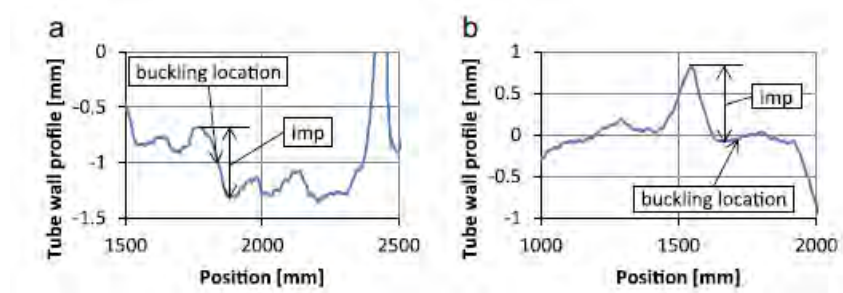 a
0
-0.5
-1
-1.5
1500
2000
2500
Tube wall profile [mm]
Position [mm]
buckling location
imp
b
1
0.5
0
-0.5
-1
1000
1500
2000
Tube wall profile [mm]
Position [mm]
imp
buckling location